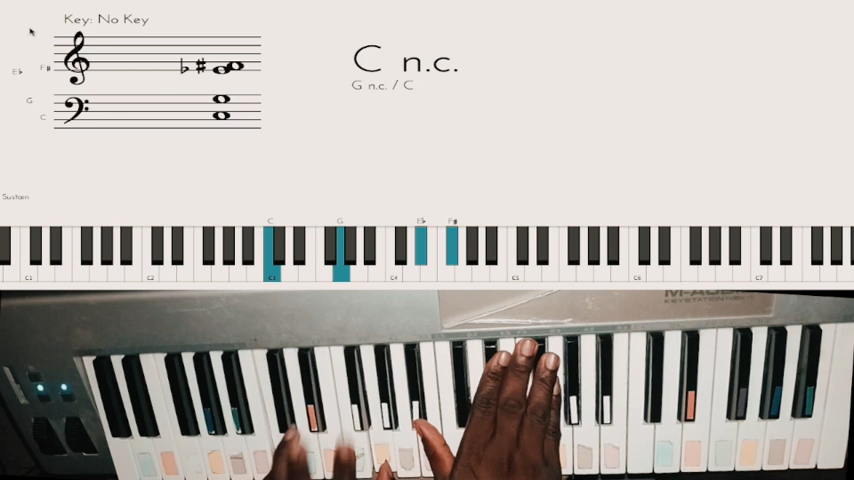 Key: No Key
C n.c.
G n.c. / C
E♭ F#
G
C
Sustain
C G E♭ F#
C1 C2 C3 C4 C5 C6 C7
M-AUDIO
KEYSTATION